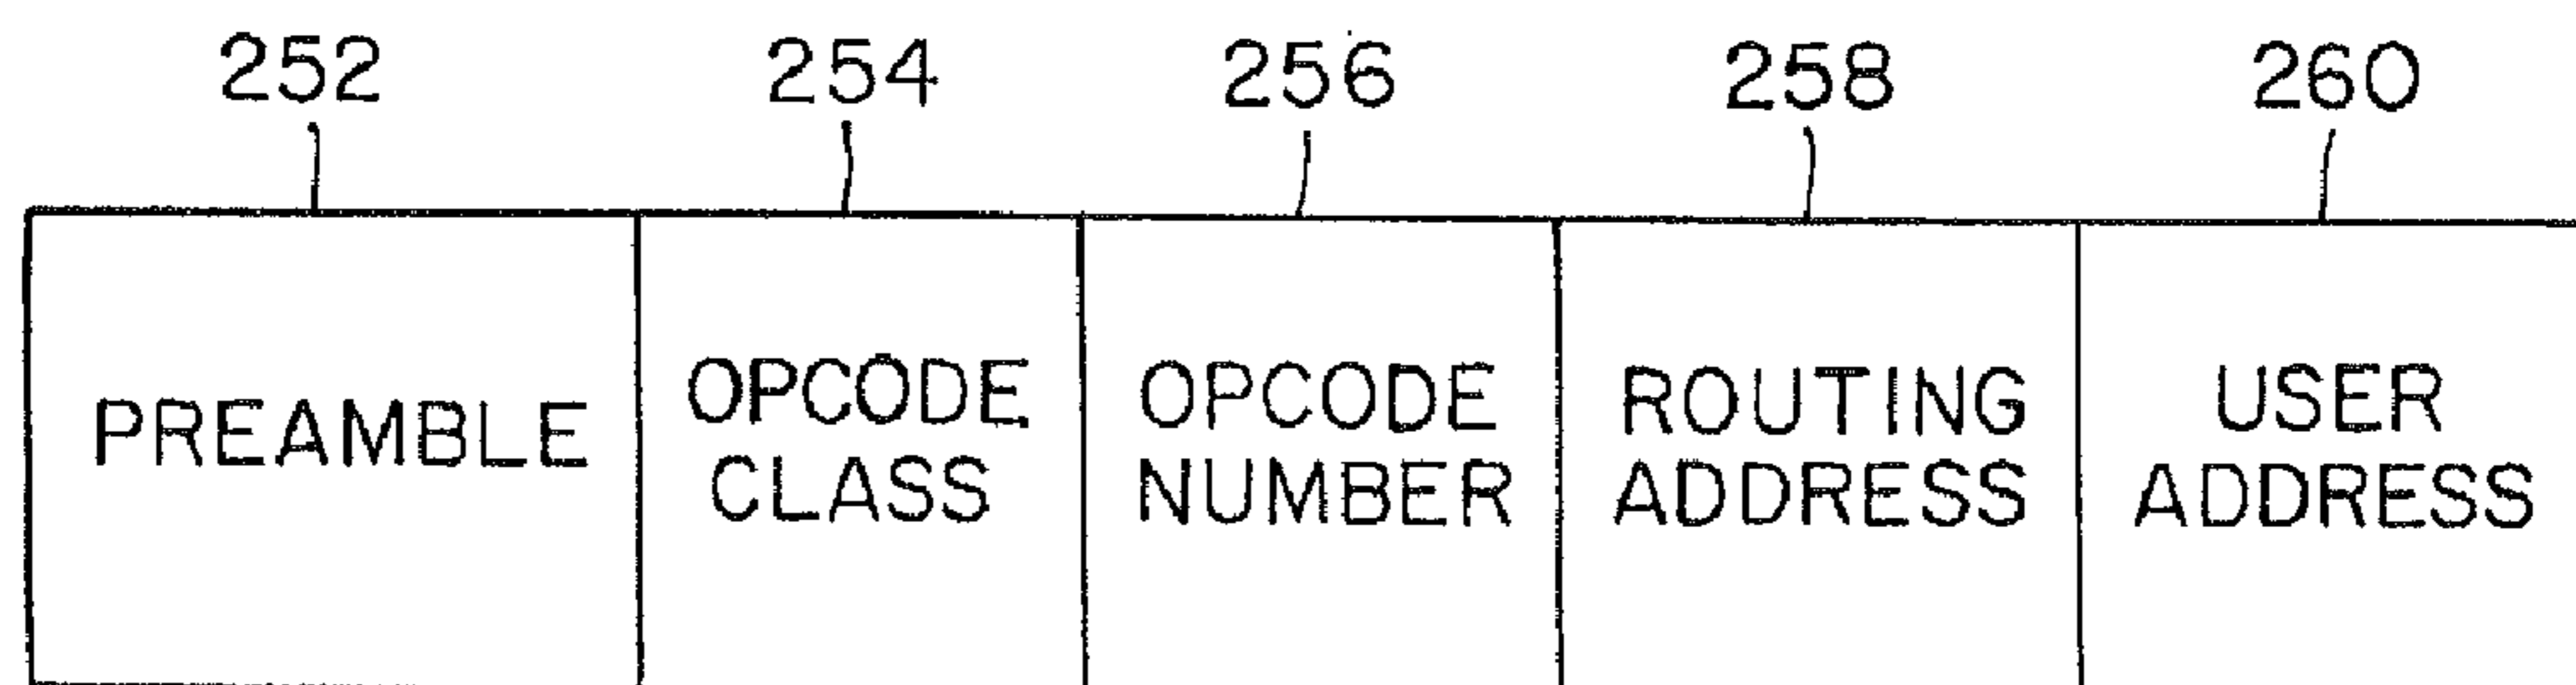 252 254 256 258 260
PREAMBLE
OPCODE
CLASS
OPCODE
NUMBER
ROUTING
ADDRESS
USER
ADDRESS